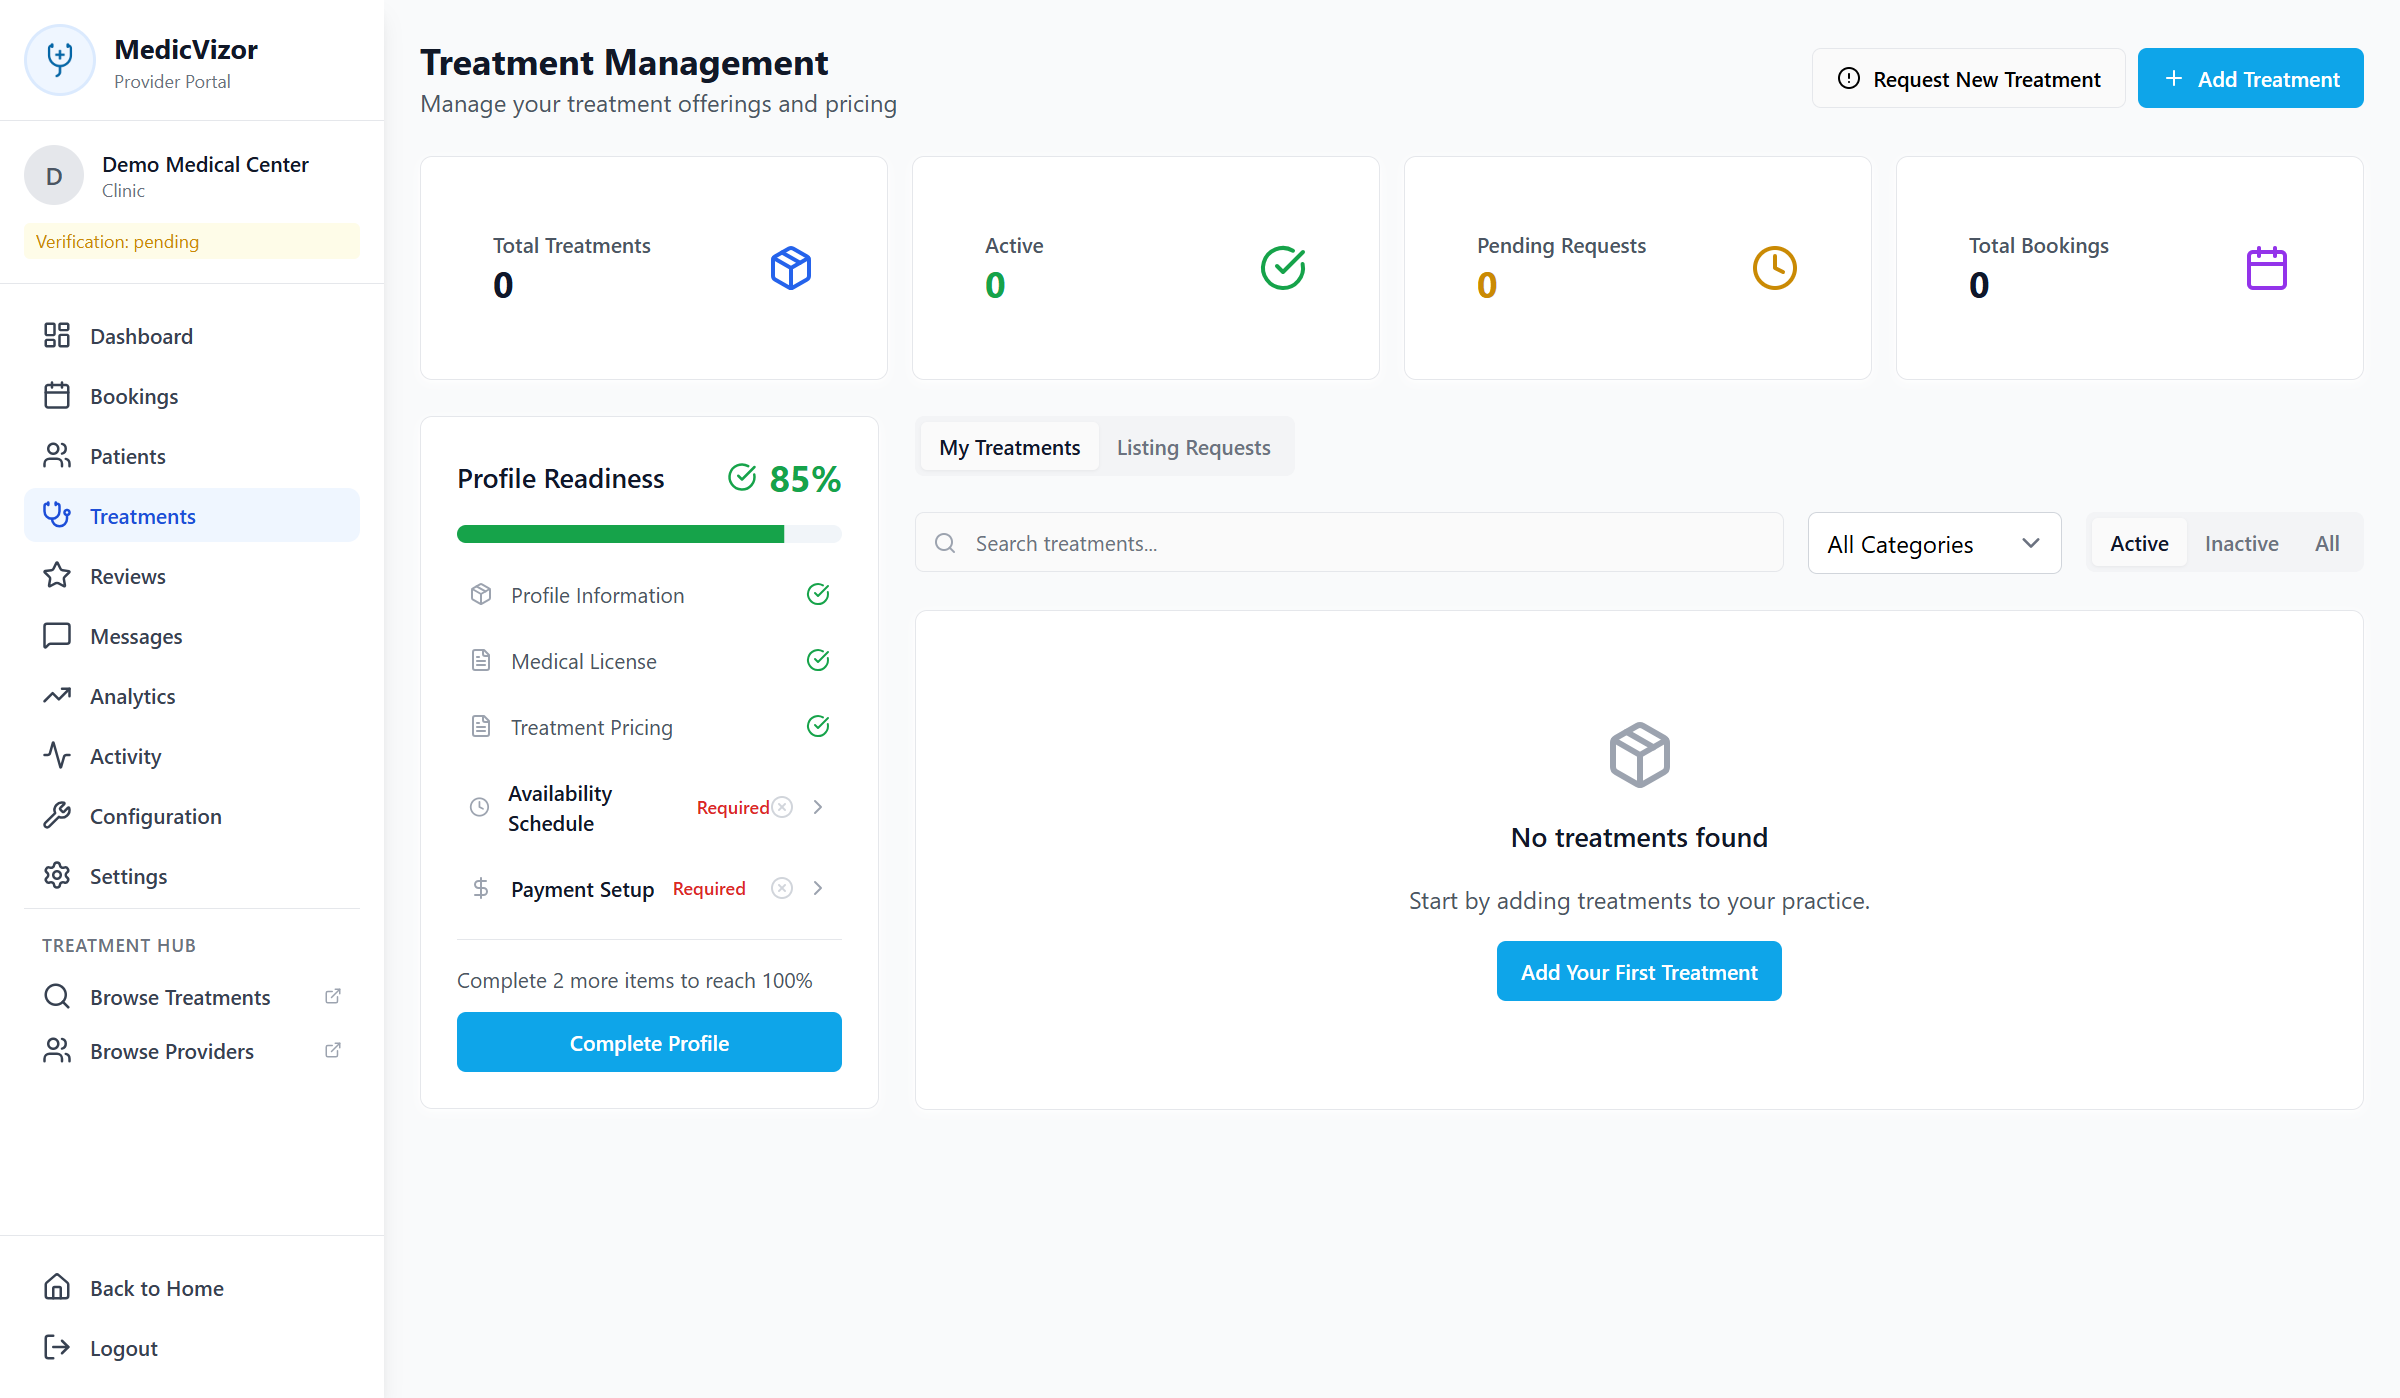 MedicVizor
Provider Portal
D
Demo Medical Center
Clinic
Verification: pending
Dashboard
Bookings
Patients
Treatments
Reviews
Messages
Analytics
Activity
Configuration
Settings
TREATMENT HUB
Browse Treatments
Browse Providers
Back to Home
Logout
Treatment Management
Manage your treatment offerings and pricing
Request New Treatment
Add Treatment
Total Treatments
0
Active
0
Pending Requests
0
Total Bookings
0
Profile Readiness
85%
Profile Information
Medical License
Treatment Pricing
Availability
Schedule
Required
Payment Setup
Required
Complete 2 more items to reach 100%
Complete Profile
My Treatments
Listing Requests
Search treatments...
All Categories
Active
Inactive
All
No treatments found
Start by adding treatments to your practice.
Add Your First Treatment